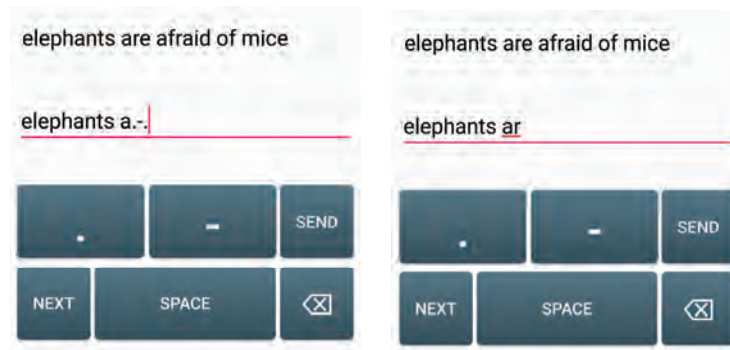 elephants are afraid of mice
elephants a.-.
. - SEND
NEXT SPACE
elephants are afraid of mice
elephants ar
. - SEND
NEXT SPACE